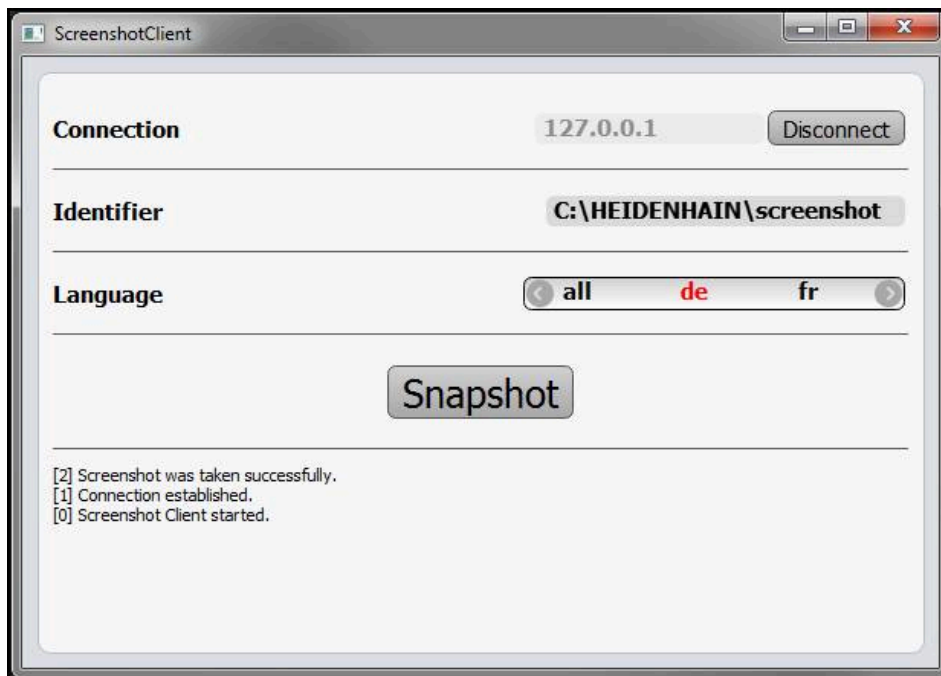 ScreenshotClient
Connection 127.0.0.1 Disconnect
Identifier C:\HEIDENHAIN\screenshot
Language all de fr
Snapshot
[2] Screenshot was taken successfully.
[1] Connection established.
[0] Screenshot Client started.